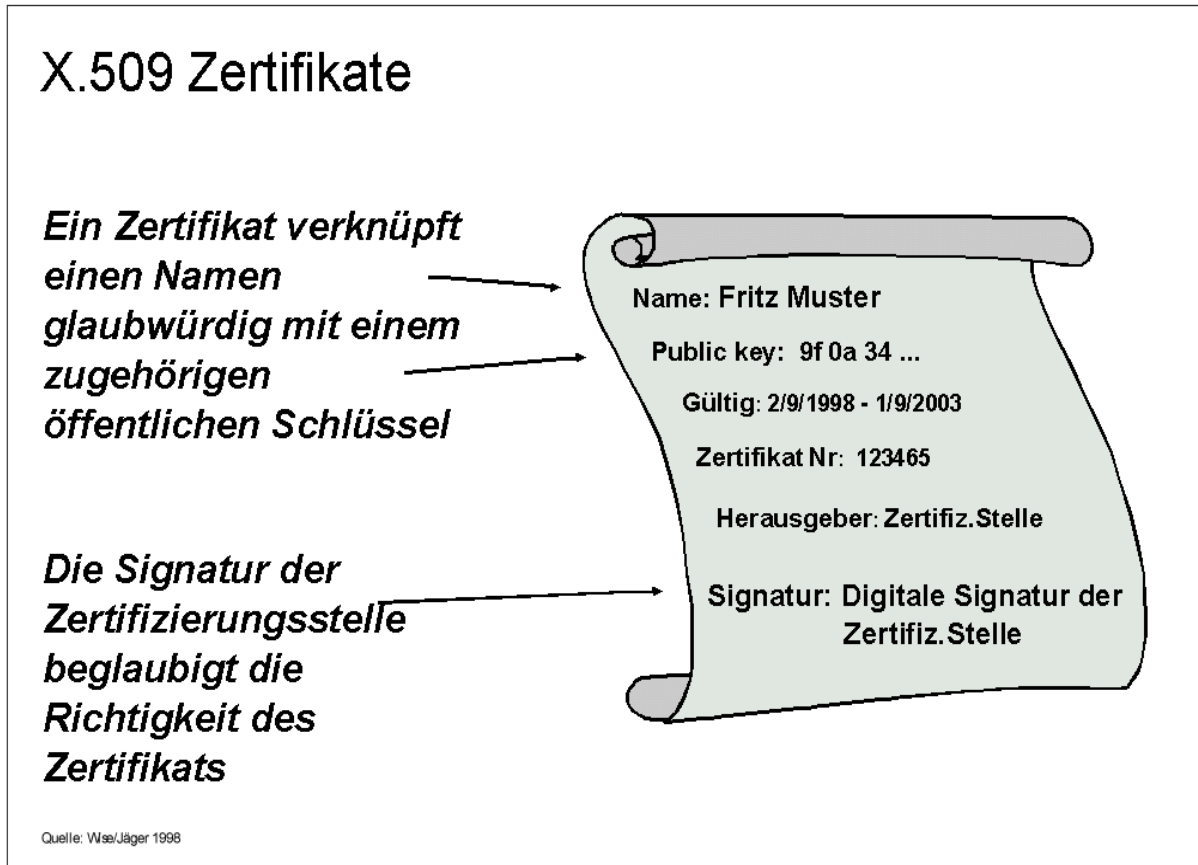 X.509 Zertifikate
Ein Zertifikat verknüpft
einen Namen
glaubwürdig mit einem
zugehörigen
öffentlichen Schlüssel
Die Signatur der
Zertifizierungsstelle
beglaubigt die
Richtigkeit des
Zertifikats
Name: Fritz Muster
Public key: 9f 0a 34 ...
Gültig: 2/9/1998 - 1/9/2003
Zertifikat Nr: 123465
Herausgeber: Zertifiz.Stelle
Signatur: Digitale Signatur der
Zertifiz.Stelle
Quelle: Wise/Jäger 1998